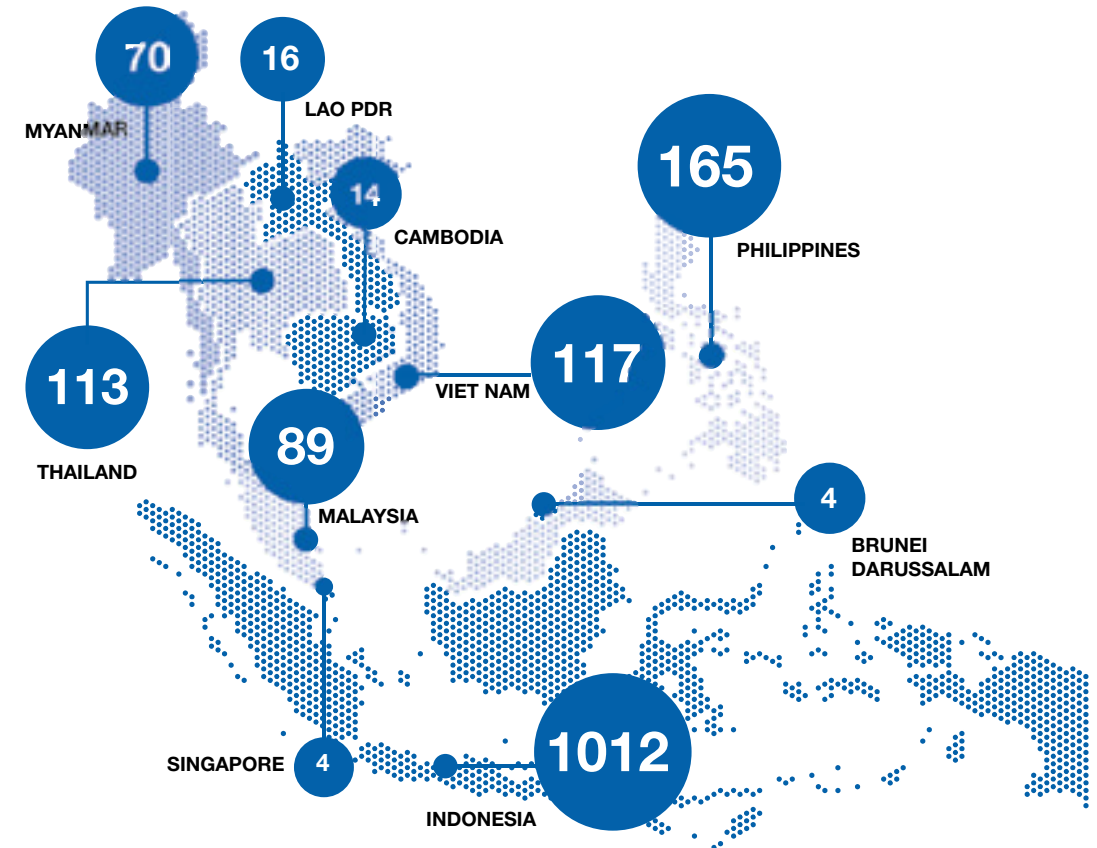 70
16
LAO PDR
MYANMAR
165
14
CAMBODIA
PHILIPPINES
117
VIET NAM
113
THAILAND
89
MALAYSIA
4
BRUNEI
DARUSSALAM
SINGAPORE
4
1012
INDONESIA